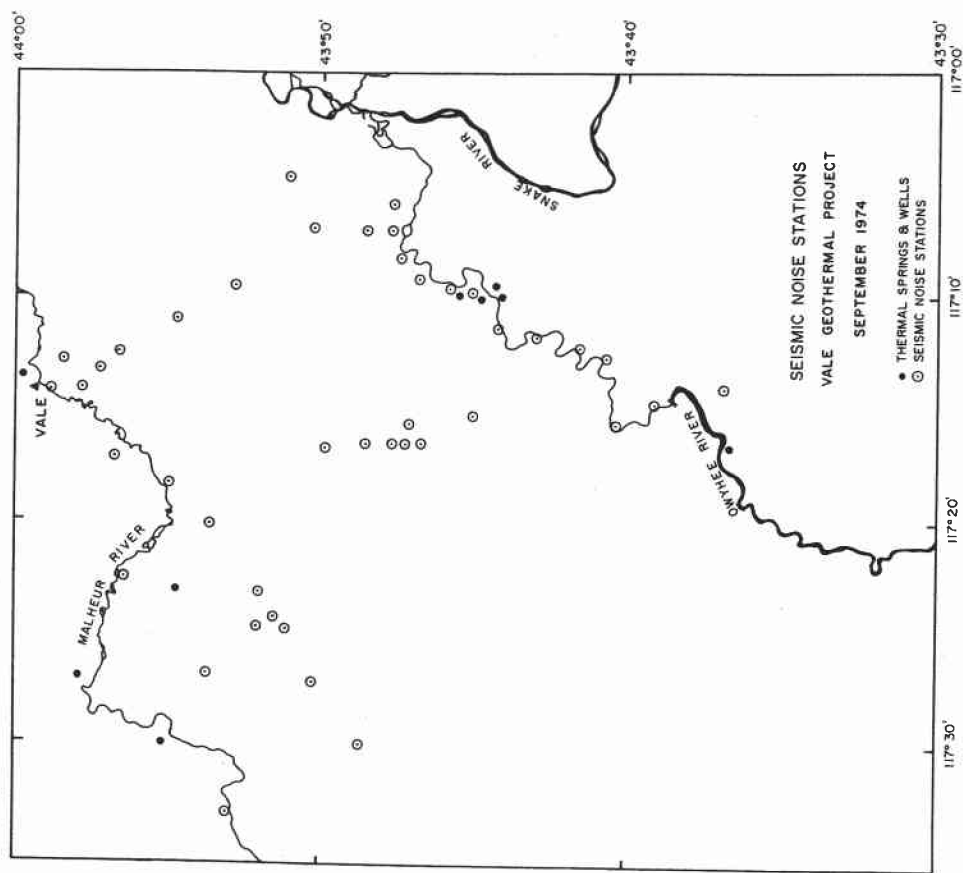 44°00'
43°50'
43°40'
43°30'
117°00'
117°10'
117°20'
117°30'
VALE
MALHEUR RIVER
SNAKE RIVER
OWYHEE RIVER
SEISMIC NOISE STATIONS
VALE GEOTHERMAL PROJECT
SEPTEMBER 1974
THERMAL SPRINGS & WELLS
SEISMIC NOISE STATIONS